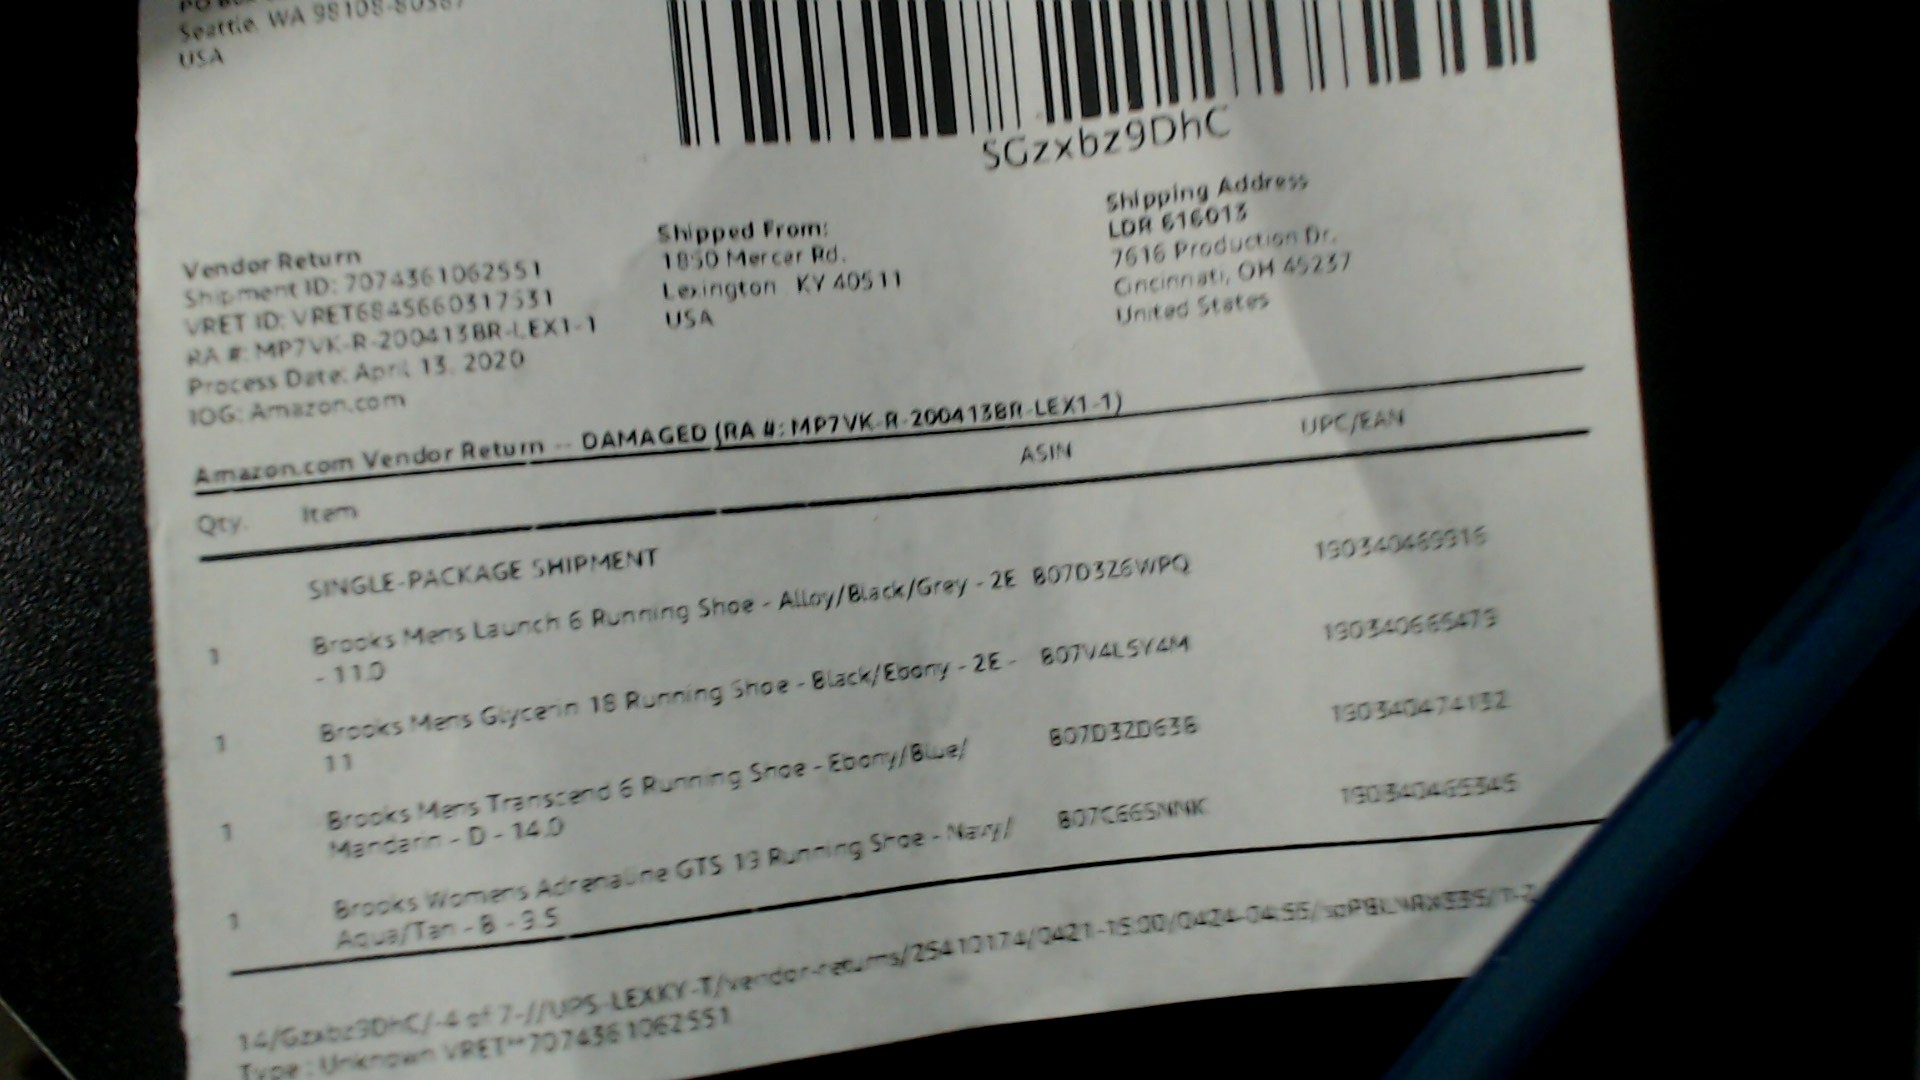 Seattle, WA
USA
SGzxbz9DhC
Vendor Return
Shipment ID: 7074361062551
VRET ID: VRET6845660317531
RA #: MP7VK-R-200413BR-LEX1-1
Process Date: April 13, 2020
IOG: Amazon.com
Shipped From:
1850 Mercer Rd.
Lexington KY 40511
USA
Shipping Address
LDR 616013
7616 Production Dr.
Cincinnati, OH 45237
United States
Amazon.com Vendor Return -- DAMAGED (RA #: MP7VK-R-200413BR-LEX1-1)
Qty. Item ASIN UPC/EAN
SINGLE-PACKAGE SHIPMENT
1 Brooks Mens Launch 6 Running Shoe - Alloy/Black/Grey - 2E B07D3Z6WPQ 190340469916
- 11.0
1 Brooks Mens Glycerin 18 Running Shoe - Black/Ebony - 2E - B07V4LSY4M 190340665479
11
1 Brooks Mens Transcend 6 Running Shoe - Ebony/Blue/ B07D3ZD638 190340474132
Mandarin - D - 14.0
1 Brooks Womens Adrenaline GTS 19 Running Shoe - Navy/ B07C66SNNK 190340465345
Aqua/Tan - B - 9.5
14/Gzxbz9DhC/-4 of 7-//UPS-LEXKY-T/vendor-returns/25410174/0421-15:00/0424-04:55/
Type : Unknown VRET**7074361062551